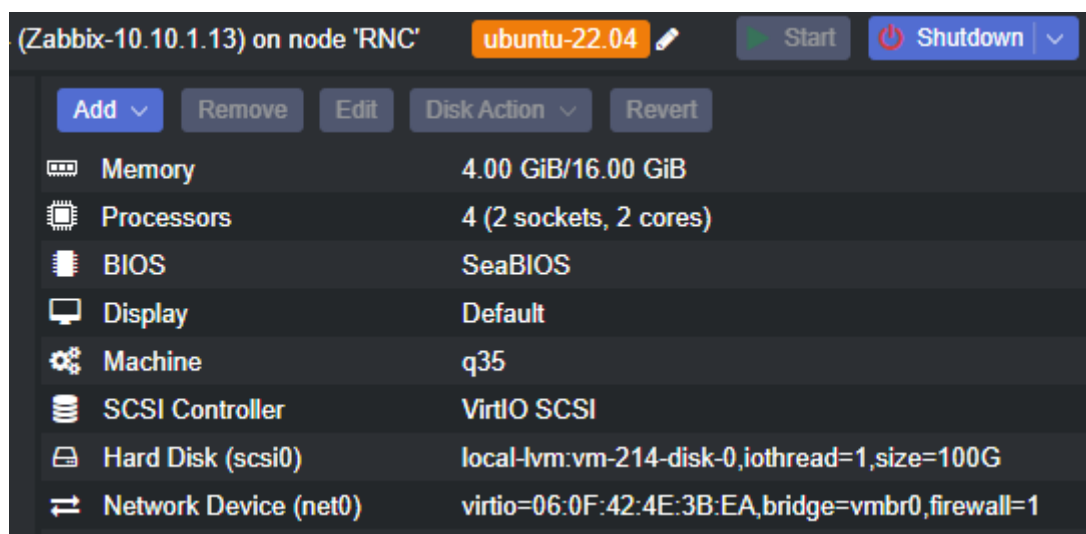 (Zabbix-10.10.1.13) on node 'RNC' ubuntu-22.04 Start Shutdown
Add Remove Edit Disk Action Revert
Memory 4.00 GiB/16.00 GiB
Processors 4 (2 sockets, 2 cores)
BIOS SeaBIOS
Display Default
Machine q35
SCSI Controller VirtIO SCSI
Hard Disk (scsi0) local-lvm:vm-214-disk-0,iothread=1,size=100G
Network Device (net0) virtio=06:0F:42:4E:3B:EA,bridge=vmbr0,firewall=1